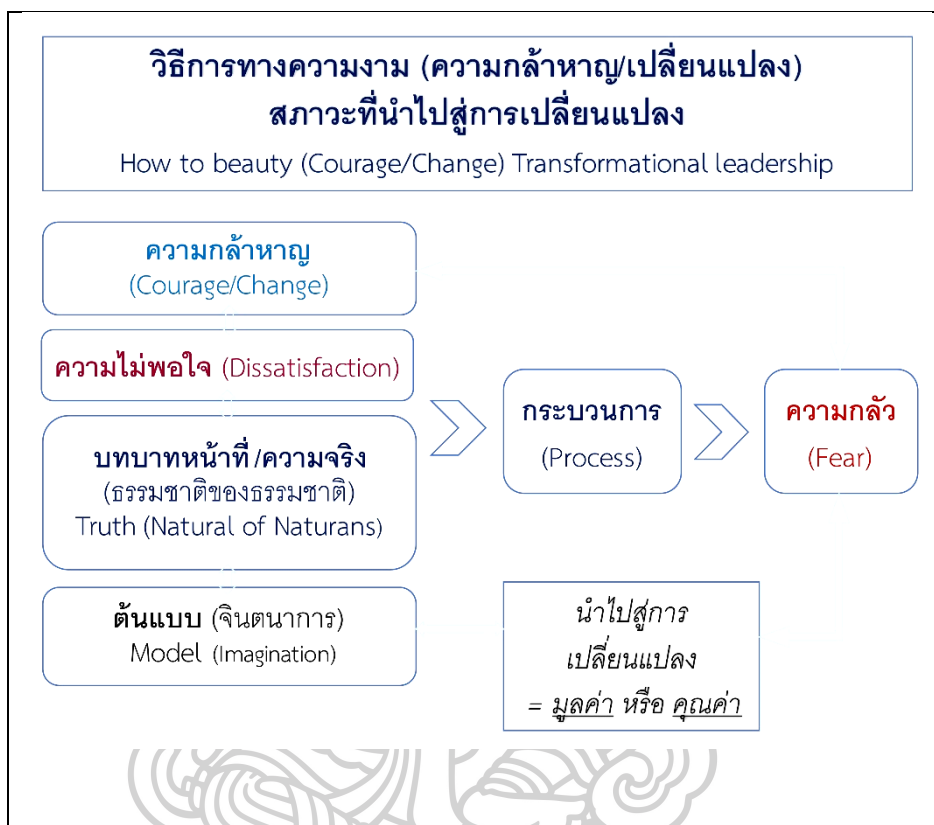 วิธีการทางความงาม (ความกล้าหาญ/เปลี่ยนแปลง)
สภาวะที่นำไปสู่การเปลี่ยนแปลง
How to beauty (Courage/Change) Transformational leadership
ความกล้าหาญ
(Courage/Change)
ความไม่พอใจ (Dissatisfaction)
บทบาทหน้าที่/ความจริง
(ธรรมชาติของธรรมชาติ)
Truth (Natural of Naturans)
ต้นแบบ (จินตนาการ)
Model (Imagination)
กระบวนการ
(Process)
ความกลัว
(Fear)
นำไปสู่การ
เปลี่ยนแปลง
= มูลค่า หรือ คุณค่า